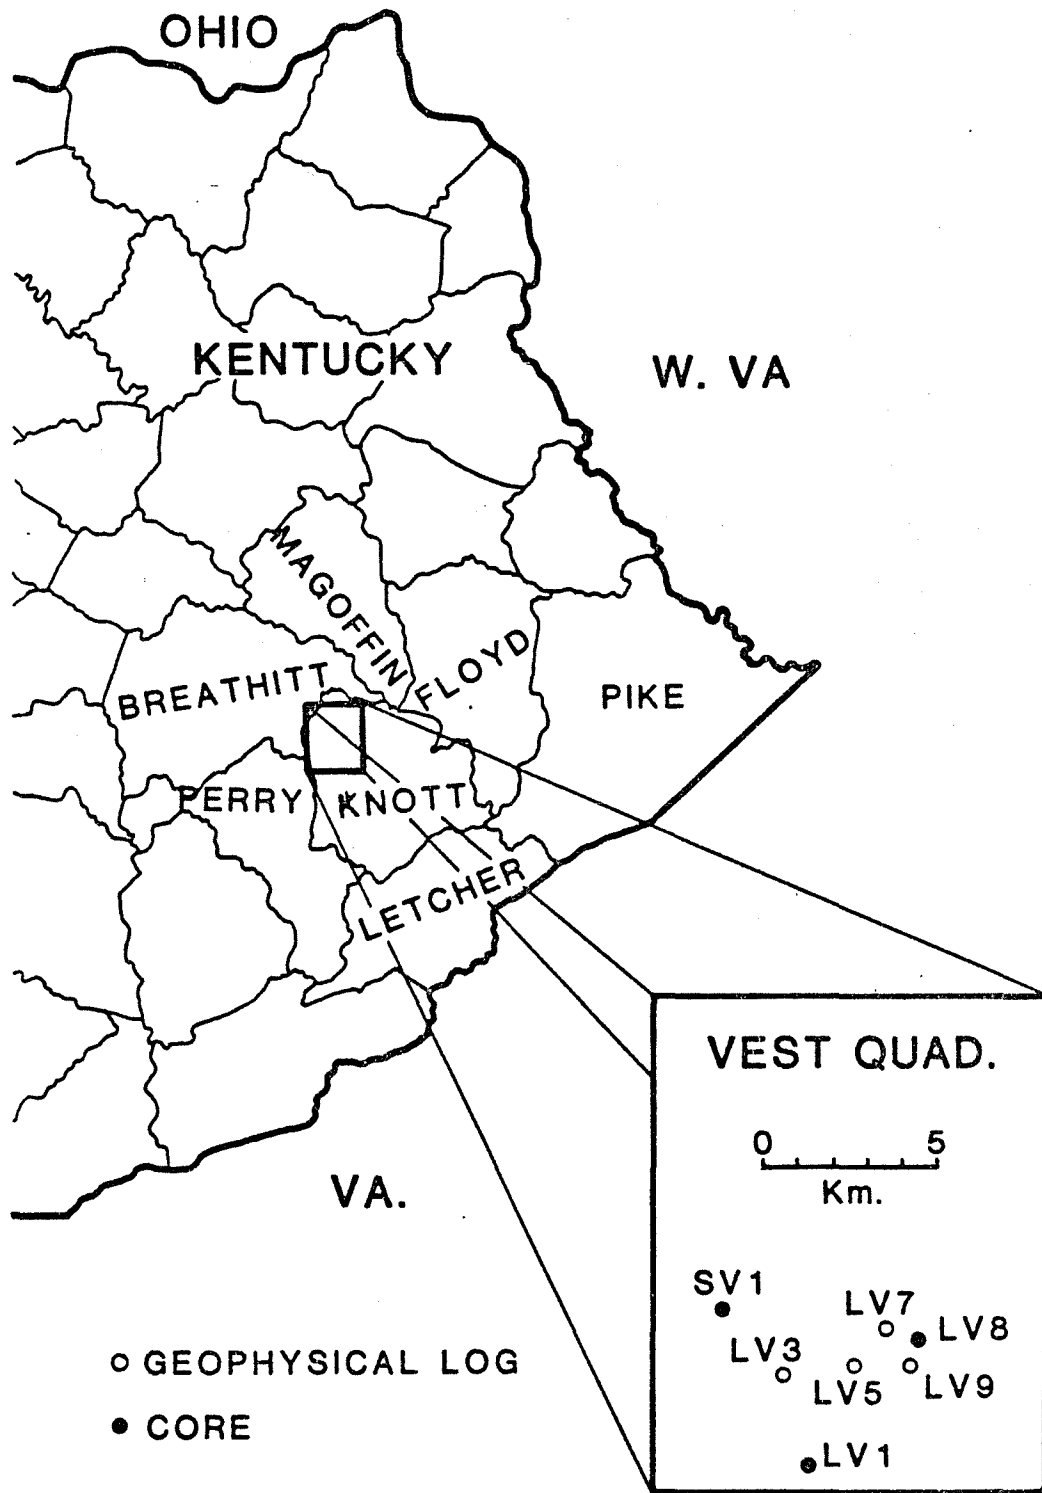 OHIO
KENTUCKY
W. VA
MAGOFFIN
FLOYD
BREATHITT
PIKE
PERRY
KNOTT
LETCHER
VEST QUAD.
0 5
Km.
VA.
SV1
LV7
LV8
LV3
LV5
LV9
LV1
GEOPHYSICAL LOG
CORE